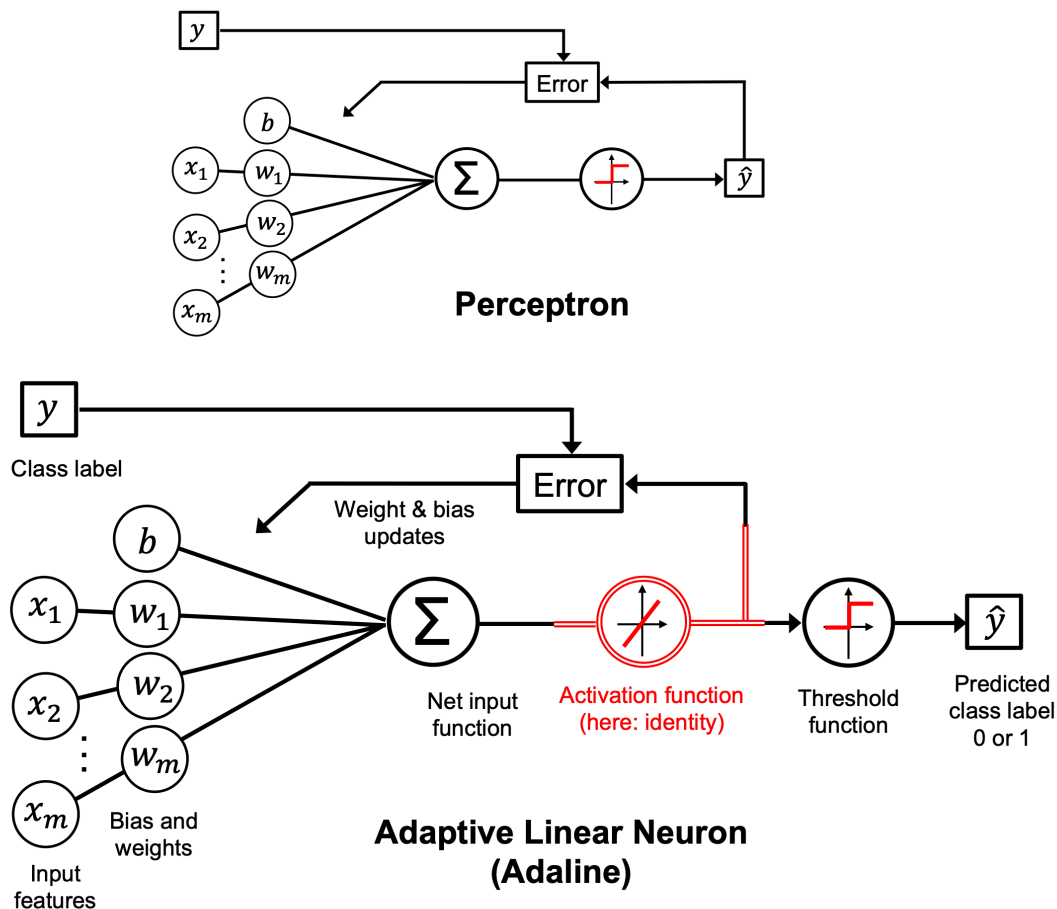 y
Error
b
x₁
w₁
Σ
ŷ
x₂
w₂
⋮
wₘ
xₘ
Perceptron
y
Class label
Error
Weight & bias
updates
b
x₁
w₁
Σ
ŷ
x₂
w₂
Net input
function
Activation function
(here: identity)
Threshold
function
Predicted
class label
0 or 1
⋮
wₘ
xₘ
Bias and
weights
Input
features
Adaptive Linear Neuron
(Adaline)